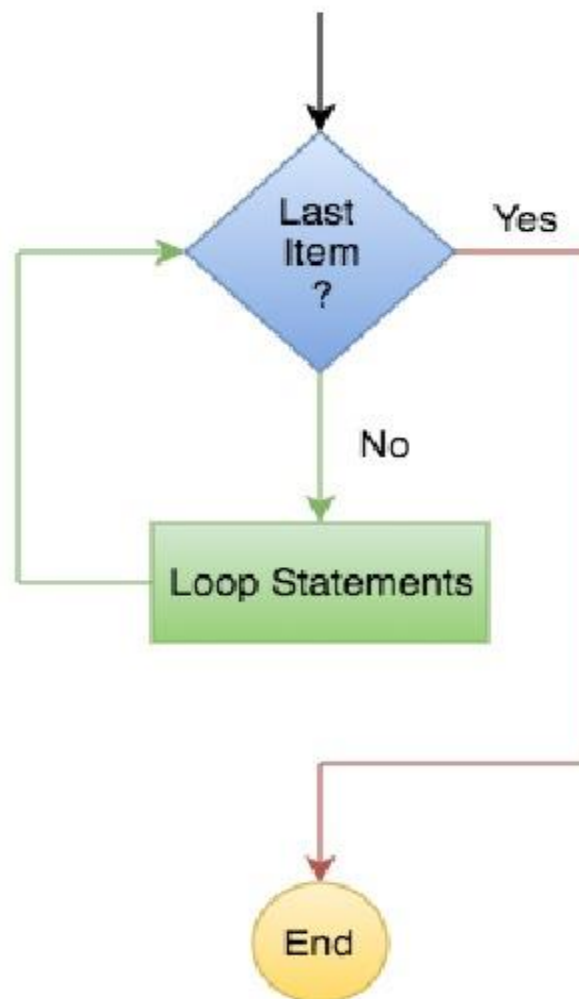 Last
Item
?
Yes
No
Loop Statements
End